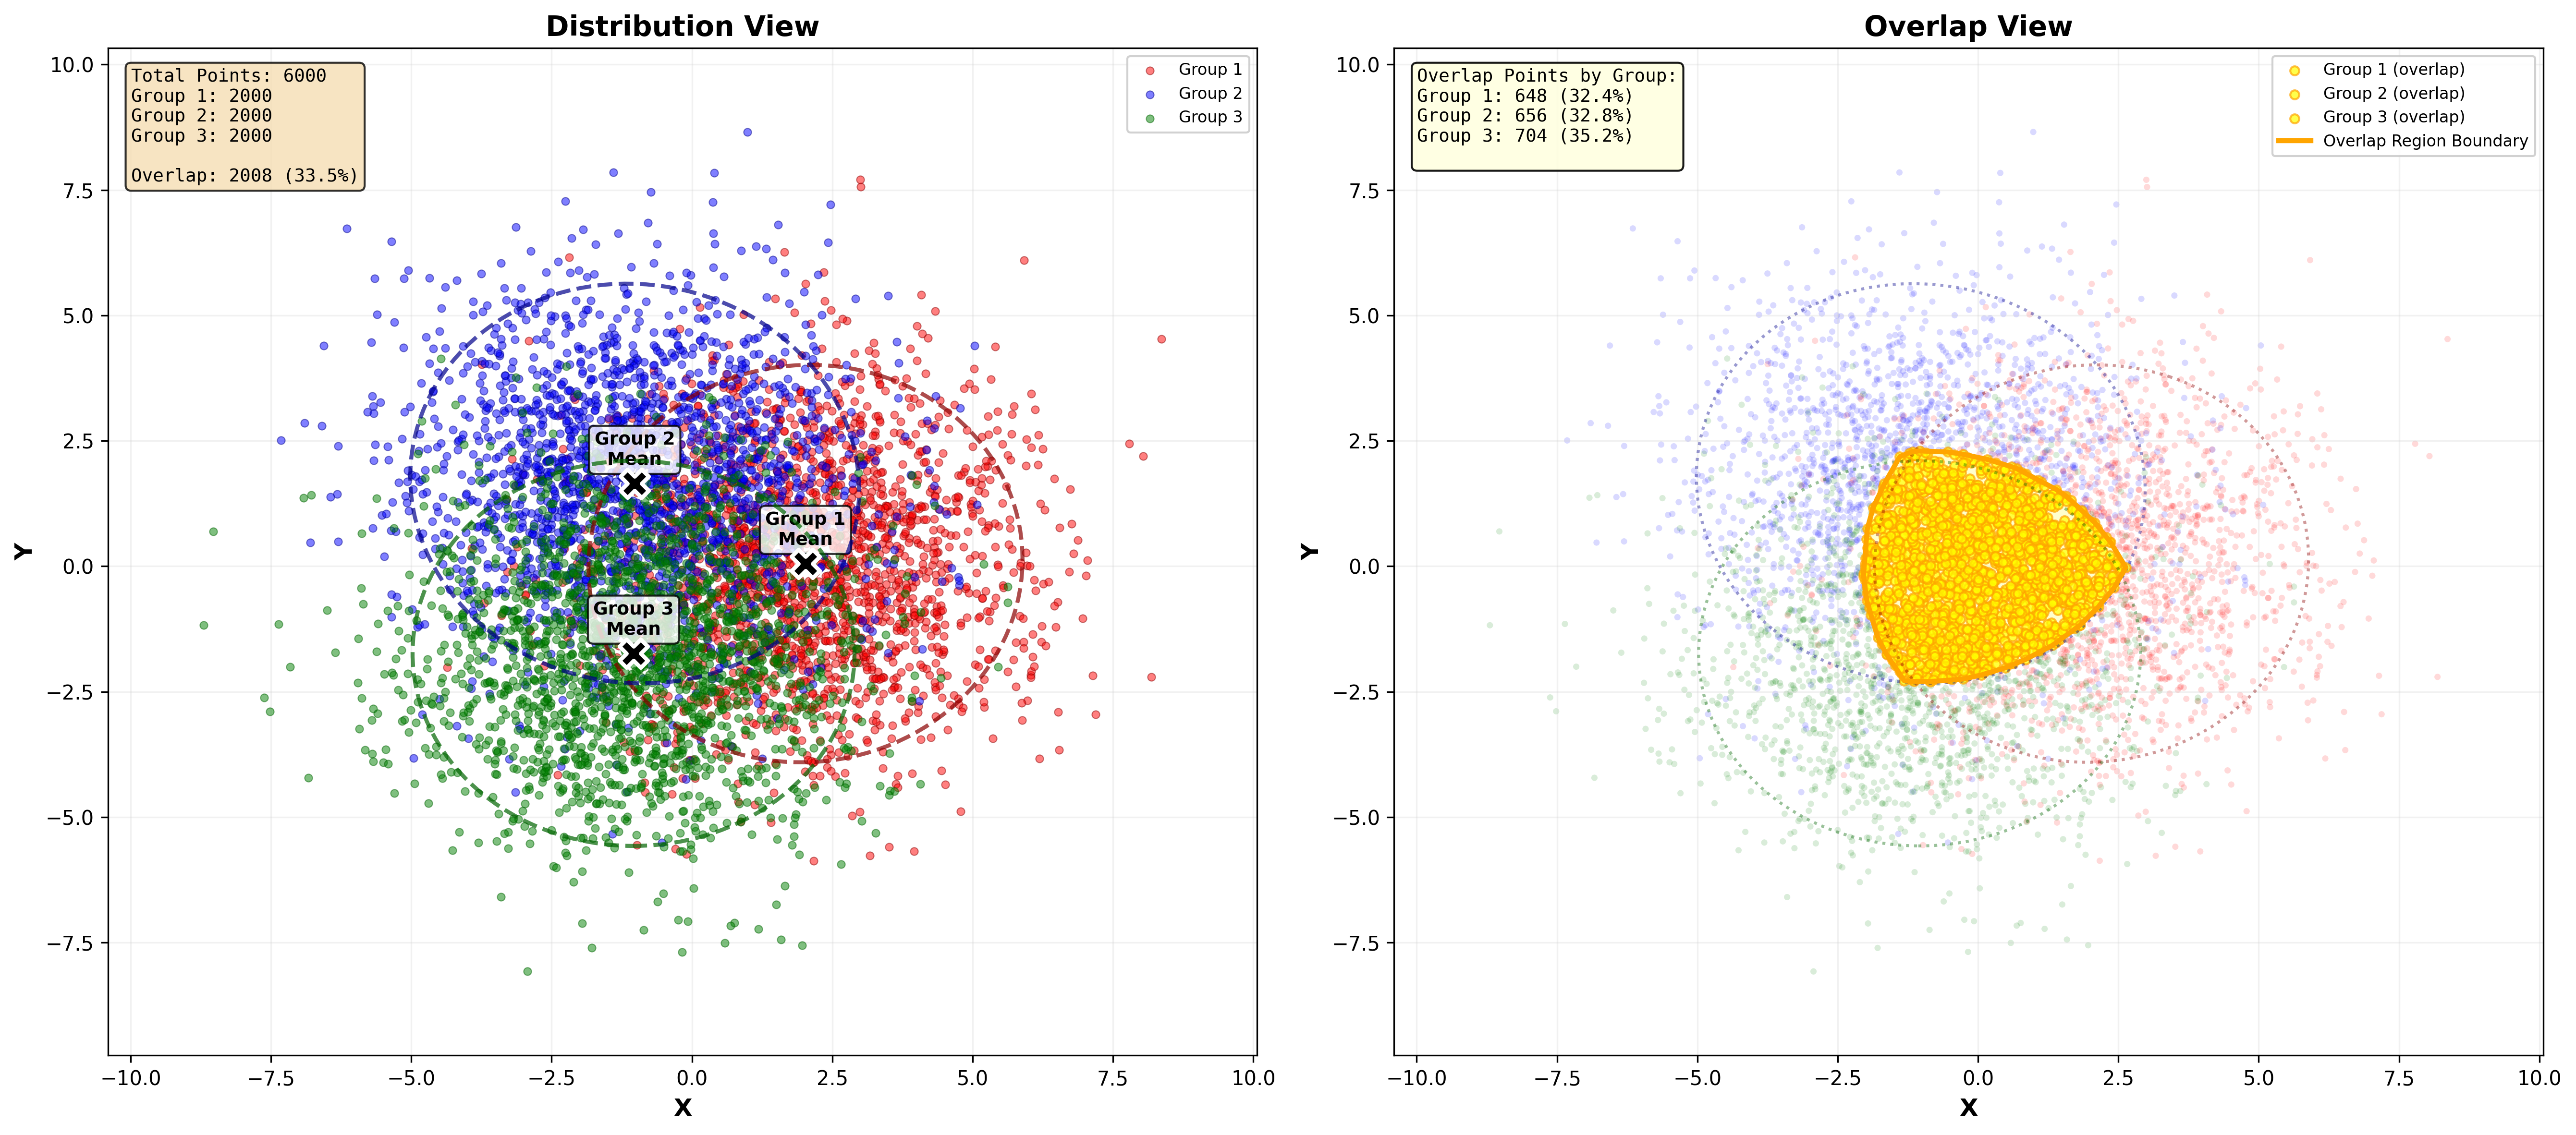 Distribution View
Total Points: 6000
Group 1: 2000
Group 2: 2000
Group 3: 2000
Overlap: 2008 (33.5%)
Group 1
Group 2
Group 3
Group 2
Mean
Group 1
Mean
Group 3
Mean
10.0
7.5
5.0
2.5
0.0
−2.5
−5.0
−7.5
Y
−10.0
−7.5
−5.0
−2.5
0.0
2.5
5.0
7.5
10.0
X
Overlap View
Overlap Points by Group:
Group 1: 648 (32.4%)
Group 2: 656 (32.8%)
Group 3: 704 (35.2%)
Group 1 (overlap)
Group 2 (overlap)
Group 3 (overlap)
Overlap Region Boundary
10.0
7.5
5.0
2.5
0.0
−2.5
−5.0
−7.5
Y
−10.0
−7.5
−5.0
−2.5
0.0
2.5
5.0
7.5
10.0
X